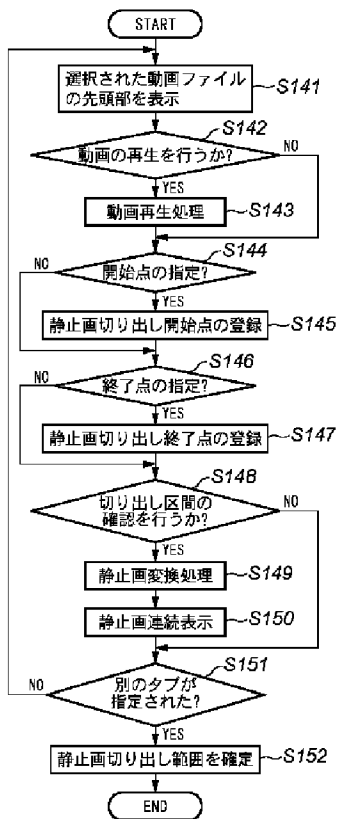 START
選択された動画ファイル
の先頭部を表示
S141
S142
動画の再生を行うか?
NO
YES
動画再生処理
S143
S144
NO
開始点の指定?
YES
静止画切り出し開始点の登録
S145
S146
NO
終了点の指定?
YES
静止画切り出し終了点の登録
S147
S148
切り出し区間の
確認を行うか?
NO
YES
静止画変換処理
S149
静止画連続表示
S150
S151
NO
別のタブが
指定された?
YES
静止画切り出し範囲を確定
S152
END